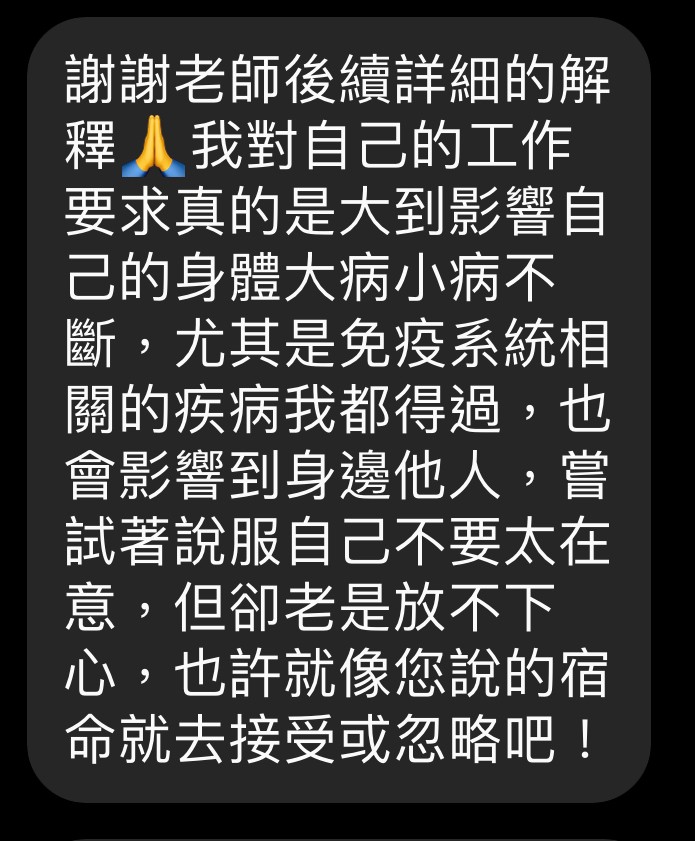 謝謝老師後續詳細的解
釋🙏我對自己的工作
要求真的是大到影響自
己的身體大病小病不
斷，尤其是免疫系統相
關的疾病我都得過，也
會影響到身邊他人，嘗
試著說服自己不要太在
意，但卻老是放不下
心，也許就像您說的宿
命就去接受或忽略吧！